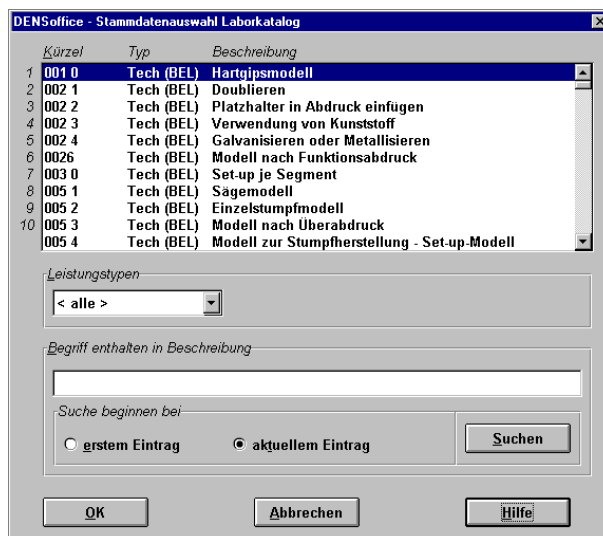 DENSoffice - Stammdatenauswahl Laborkatalog
Kürzel Typ Beschreibung
1 001 0 Tech (BEL) Hartgipsmodell
2 002 1 Tech (BEL) Doublieren
3 002 2 Tech (BEL) Platzhalter in Abdruck einfügen
4 002 3 Tech (BEL) Verwendung von Kunststoff
5 002 4 Tech (BEL) Galvanisieren oder Metallisieren
6 0026 Tech (BEL) Modell nach Funktionsabdruck
7 003 0 Tech (BEL) Set-up je Segment
8 005 1 Tech (BEL) Sägemodell
9 005 2 Tech (BEL) Einzelstumpfmodell
10 005 3 Tech (BEL) Modell nach Überabdruck
005 4 Tech (BEL) Modell zur Stumpfherstellung - Set-up-Modell
Leistungstypen
< alle >
Begriff enthalten in Beschreibung
Suche beginnen bei
erstem Eintrag aktuellem Eintrag Suchen
OK Abbrechen Hilfe